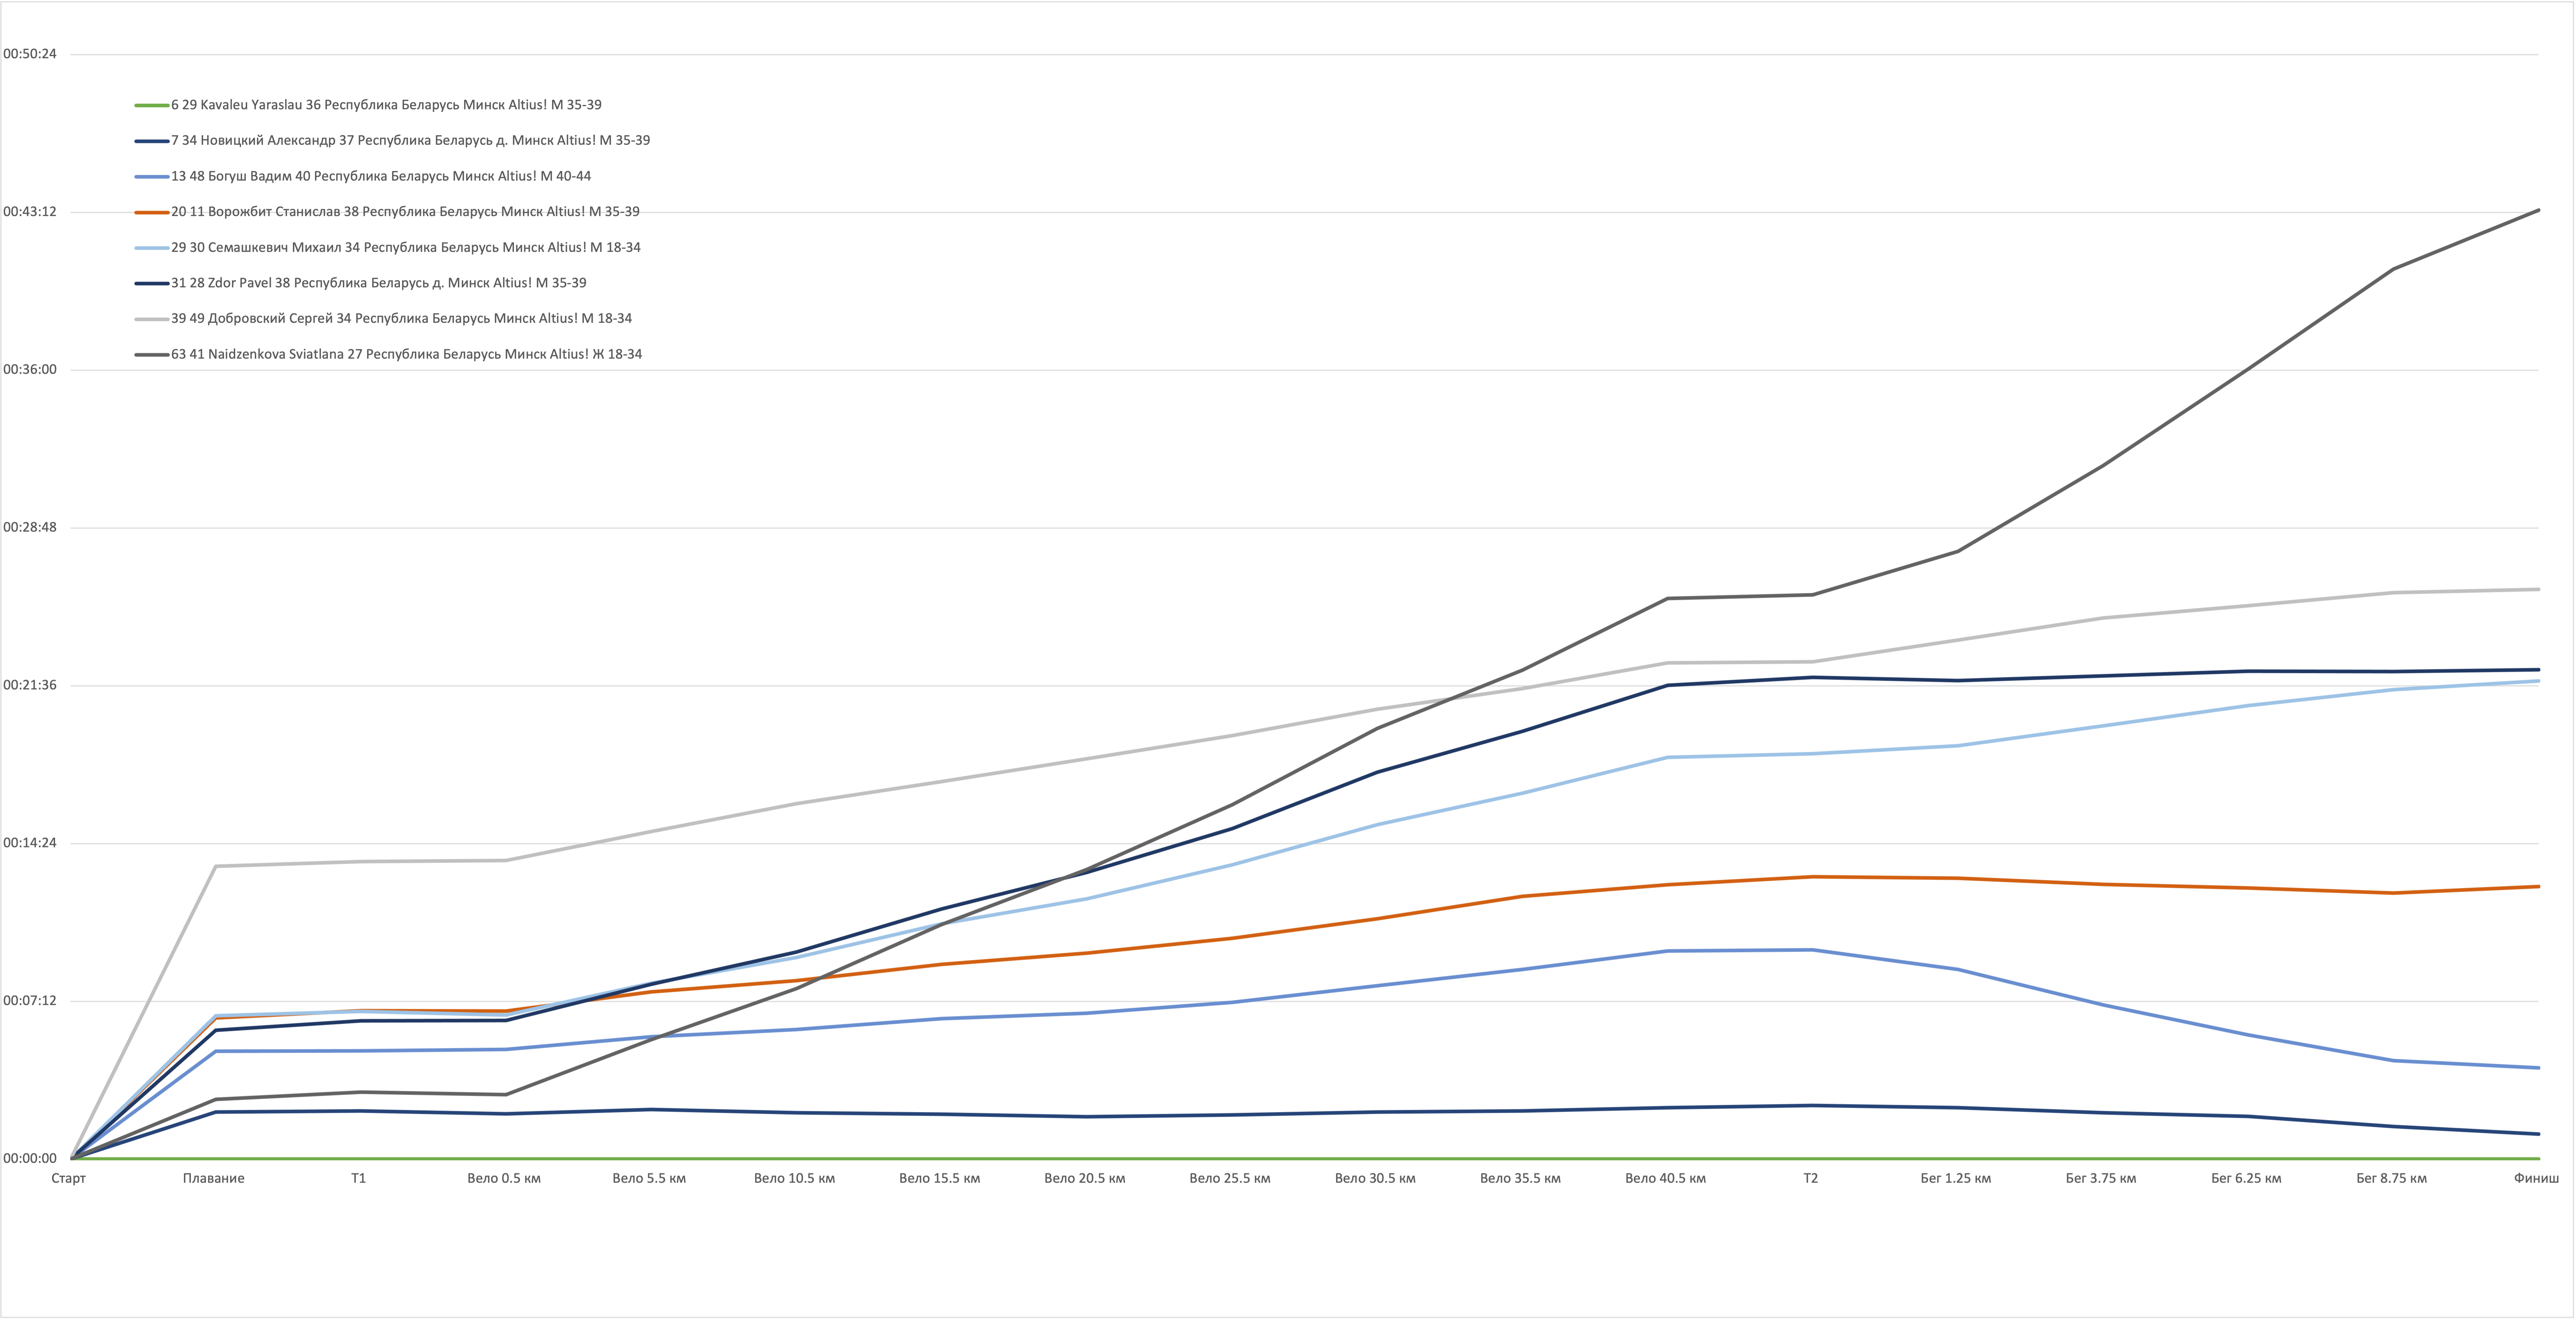 00:50:24
6 29 Kavaleu Yaraslau 36 Республика Беларусь Минск Altius! М 35-39
7 34 Новицкий Александр 37 Республика Беларусь д. Минск Altius! М 35-39
13 48 Богуш Вадим 40 Республика Беларусь Минск Altius! М 40-44
00:43:12
20 11 Ворожбит Станислав 38 Республика Беларусь Минск Altius! М 35-39
29 30 Семашкевич Михаил 34 Республика Беларусь Минск Altius! М 18-34
31 28 Zdor Pavel 38 Республика Беларусь д. Минск Altius! М 35-39
39 49 Добровский Сергей 34 Республика Беларусь Минск Altius! М 18-34
63 41 Naidzenkova Sviatlana 27 Республика Беларусь Минск Altius! Ж 18-34
00:36:00
00:28:48
00:21:36
00:14:24
00:07:12
00:00:00
Старт Плавание Т1 Вело 0.5 км Вело 5.5 км Вело 10.5 км Вело 15.5 км Вело 20.5 км Вело 25.5 км Вело 30.5 км Вело 35.5 км Вело 40.5 км Т2 Бег 1.25 км Бег 3.75 км Бег 6.25 км Бег 8.75 км Финиш